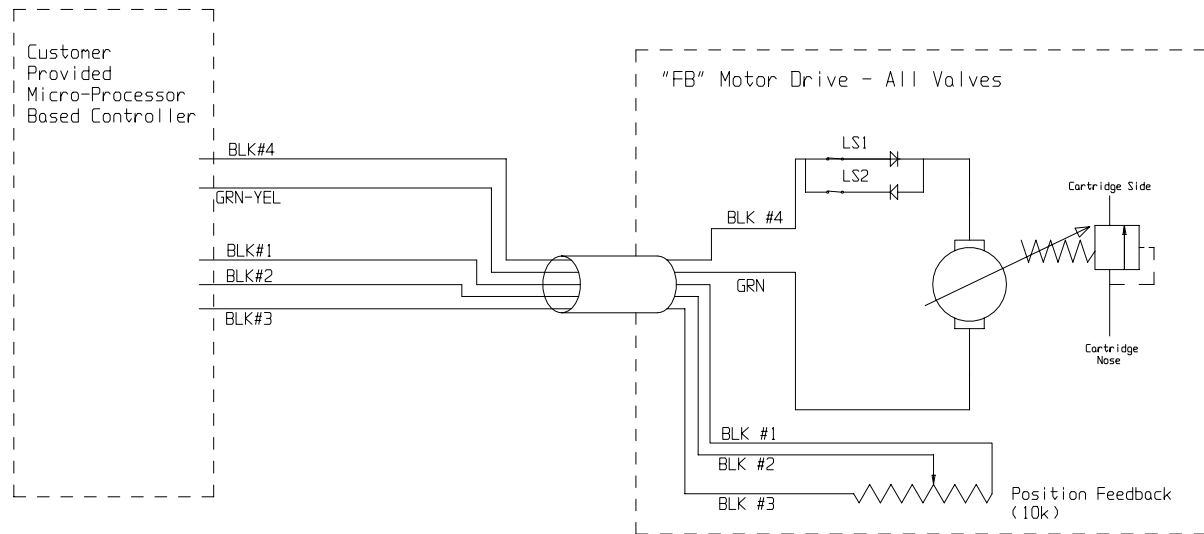 Customer
Provided
Micro-Processor
Based Controller
BLK#4
GRN-YEL
BLK#1
BLK#2
BLK#3
"FB" Motor Drive - All Valves
LS1
LS2
BLK #4
GRN
Cartridge Side
Cartridge
Nose
BLK #1
BLK #2
BLK #3
Position Feedback
(10k)